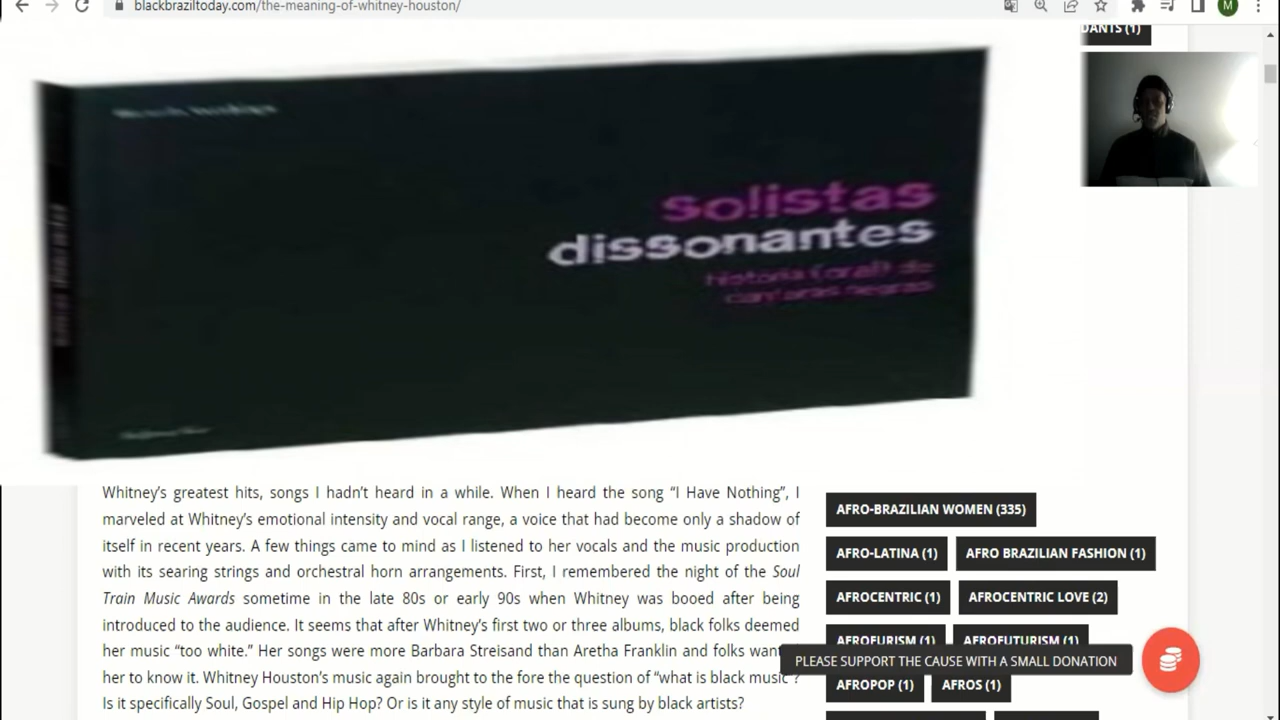 blackbraziltoday.com/the-meaning-of-whitney-houston/
M
DANTS (1)
solistas
dissonantes
história (oral) de
cantoras negras
Whitney's greatest hits, songs I hadn't heard in a while. When I heard the song “I Have Nothing”, I
marveled at Whitney's emotional intensity and vocal range, a voice that had become only a shadow of
itself in recent years. A few things came to mind as I listened to her vocals and the music production
with its searing strings and orchestral horn arrangements. First, I remembered the night of the Soul
Train Music Awards sometime in the late 80s or early 90s when Whitney was booed after being
introduced to the audience. It seems that after Whitney's first two or three albums, black folks deemed
her music “too white.” Her songs were more Barbara Streisand than Aretha Franklin and folks wan
her to know it. Whitney Houston's music again brought to the fore the question of “what is black music”?
Is it specifically Soul, Gospel and Hip Hop? Or is it any style of music that is sung by black artists?
AFRO-BRAZILIAN WOMEN (335)
AFRO-LATINA (1) AFRO BRAZILIAN FASHION (1)
AFROCENTRIC (1) AFROCENTRIC LOVE (2)
AFROFURISM (1) AFROFUTURISM (1)
PLEASE SUPPORT THE CAUSE WITH A SMALL DONATION
AFROPOP (1) AFROS (1)